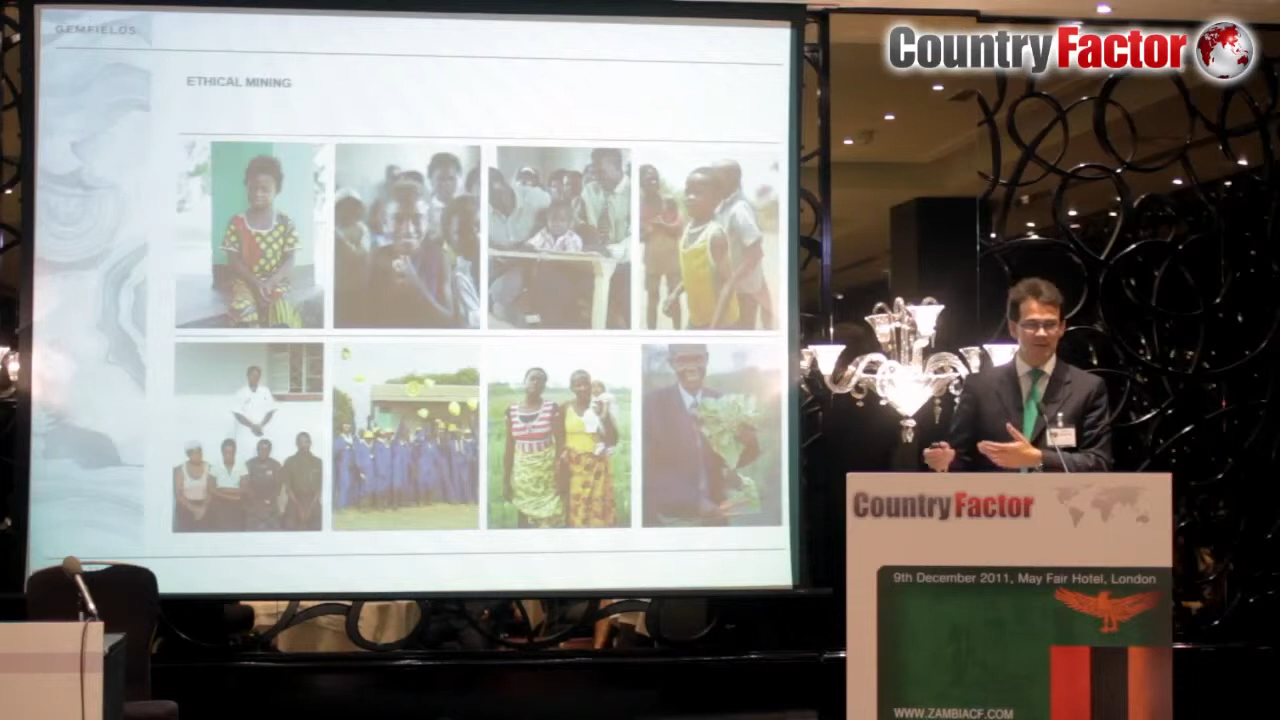 GEMFIELDS
ETHICAL MINING
CountryFactor
CountryFactor
9th December 2011, May Fair Hotel, London
WWW.ZAMBIACF.COM